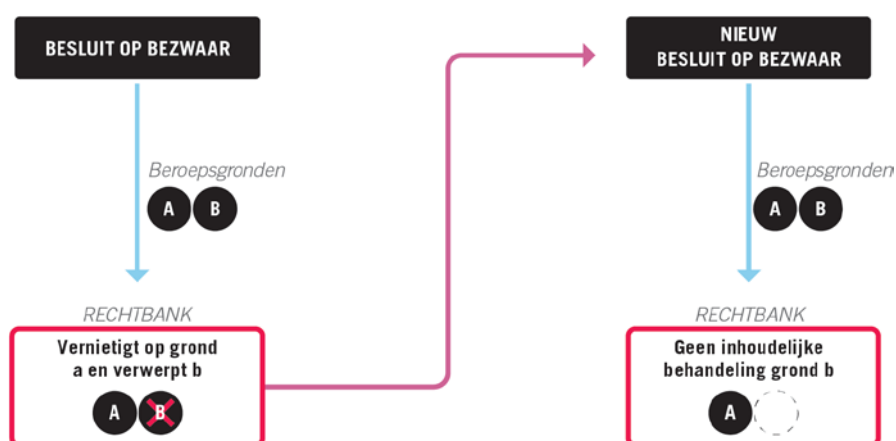 BESLUIT OP BEZWAAR
Beroepsgronden
A B
RECHTBANK
Vernietigt op grond
a en verwerpt b
A B
NIEUW
BESLUIT OP BEZWAAR
Beroepsgronden
A B
RECHTBANK
Geen inhoudelijke
behandeling grond b
A